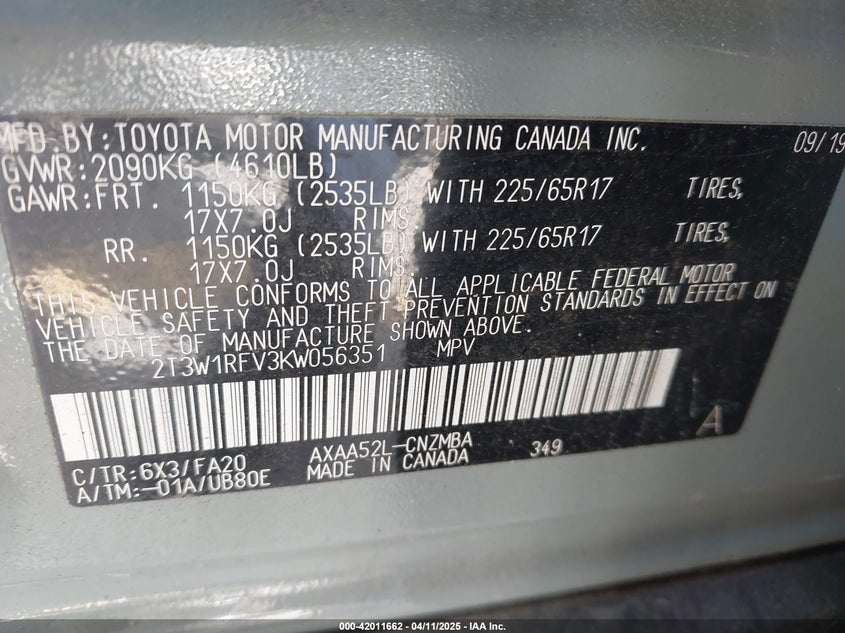 MFD.BY:TOYOTA MOTOR MANUFACTURING CANADA INC. 09/19
GVWR:2090KG (4610LB)
GAWR:FRT. 1150KG (2535LB) WITH 225/65R17 TIRES,
17X7.0J RIMS.
RR. 1150KG (2535LB) WITH 225/65R17 TIRES,
17X7.0J RIMS.
THIS VEHICLE CONFORMS TO ALL APPLICABLE FEDERAL MOTOR
VEHICLE SAFETY AND THEFT PREVENTION STANDARDS IN EFFECT ON
THE DATE OF MANUFACTURE SHOWN ABOVE.
2T3W1RFV3KW056351 MPV
C/TR:6X3/FA20 AXAA52L-CNZMBA 349 A
A/TM:-01A/UB80E MADE IN CANADA
000-42011662 - 04/11/2025 - IAA Inc.